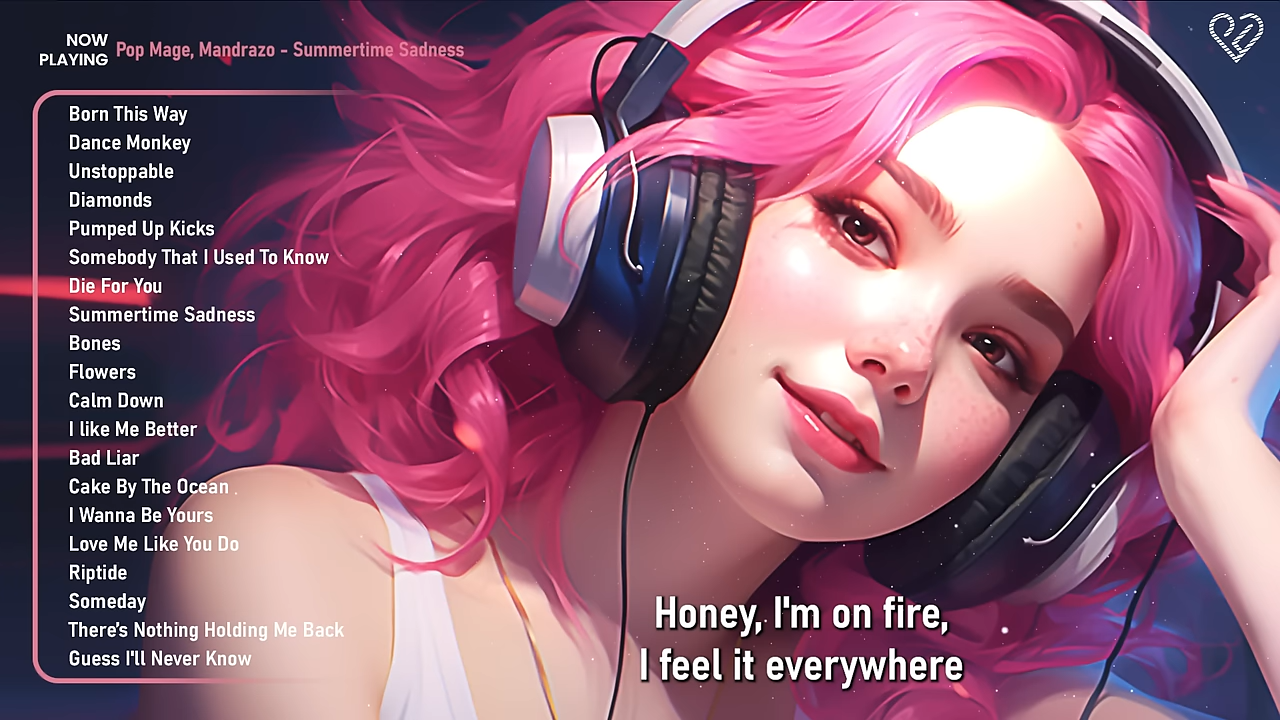 NOW
PLAYING
Pop Mage, Mandrazo - Summertime Sadness
Born This Way
Dance Monkey
Unstoppable
Diamonds
Pumped Up Kicks
Somebody That I Used To Know
Die For You
Summertime Sadness
Bones
Flowers
Calm Down
I like Me Better
Bad Liar
Cake By The Ocean
I Wanna Be Yours
Love Me Like You Do
Riptide
Someday
There's Nothing Holding Me Back
Guess I'll Never Know
Honey, I'm on fire,
I feel it everywhere